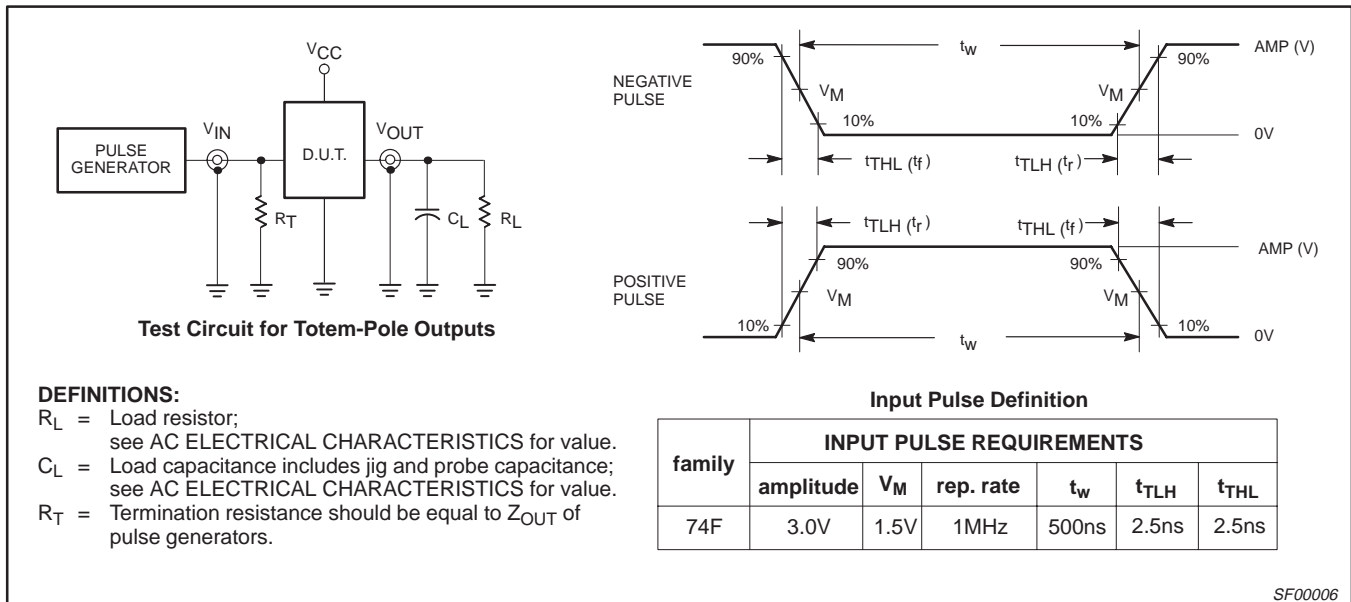 VCC
VIN
VOUT
PULSE
GENERATOR
D.U.T.
RT
CL
RL
Test Circuit for Totem-Pole Outputs
NEGATIVE
PULSE
90%
tw
90%
AMP (V)
VM
VM
10%
10%
0V
tTHL (tf)
tTLH (tr)
tTLH (tr)
tTHL (tf)
POSITIVE
PULSE
90%
90%
AMP (V)
VM
VM
10%
tw
10%
0V
Input Pulse Definition
DEFINITIONS:
RL = Load resistor;
see AC ELECTRICAL CHARACTERISTICS for value.
CL = Load capacitance includes jig and probe capacitance;
see AC ELECTRICAL CHARACTERISTICS for value.
RT = Termination resistance should be equal to ZOUT of
pulse generators.
family
INPUT PULSE REQUIREMENTS
amplitude VM rep. rate tw tTLH tTHL
74F 3.0V 1.5V 1MHz 500ns 2.5ns 2.5ns
SF00006